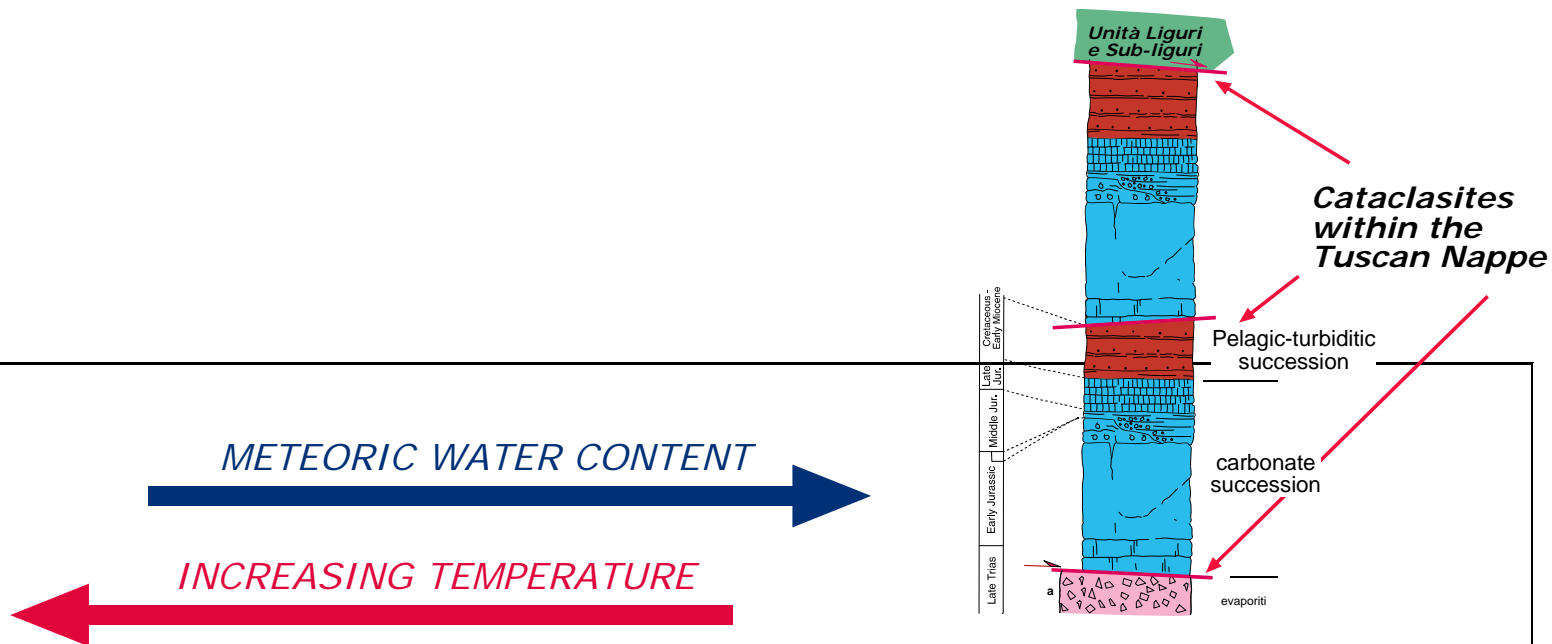 Unità Liguri
e Sub-liguri
Cataclasites
within the
Tuscan Nappe
Cretaceous -
Early Miocene
Late
Jur.
Middle Jur.
Early Jurassic
Late Trias
Pelagic-turbiditic
succession
carbonate
succession
a
evaporiti
METEORIC WATER CONTENT
INCREASING TEMPERATURE